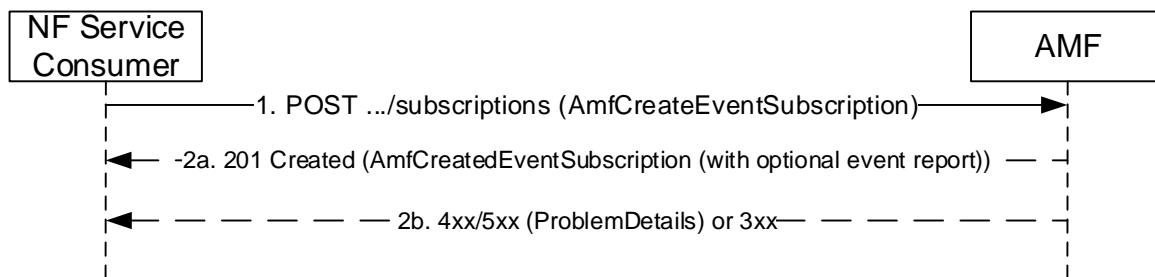 NF Service
Consumer
AMF
1. POST .../subscriptions (AmfCreateEventSubscription)
2a. 201 Created (AmfCreatedEventSubscription (with optional event report))
2b. 4xx/5xx (ProblemDetails) or 3xx